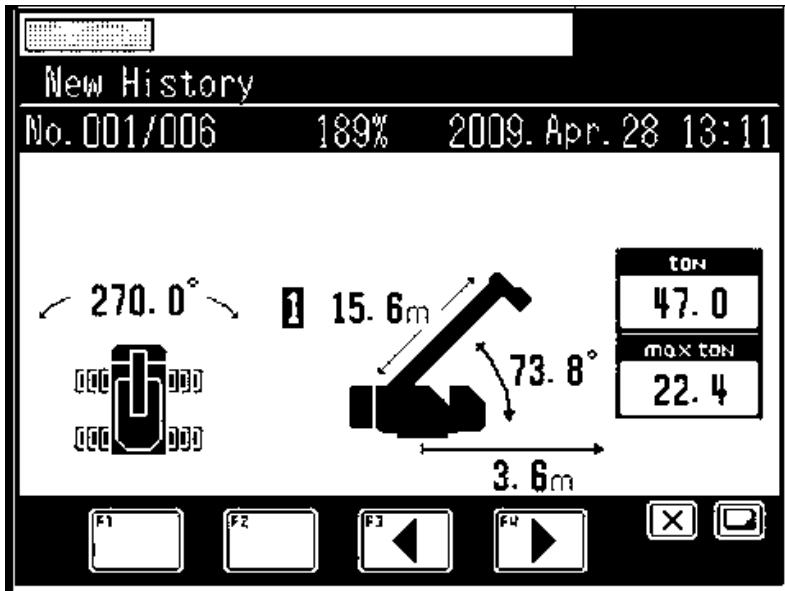 New History
No. 001/006 189% 2009. Apr. 28 13:11
270. 0°
1 15. 6m
73. 8°
3. 6m
ton
47. 0
max ton
22. 4
F1 F2 F3 F4